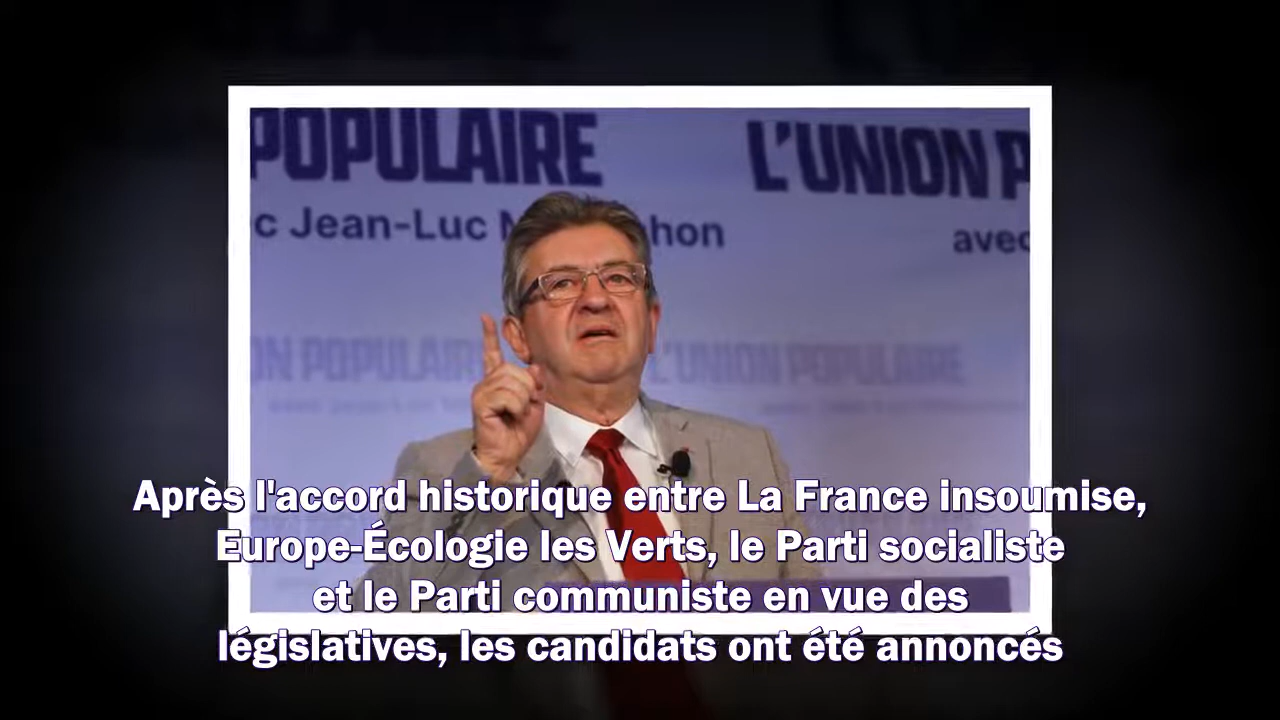 POPULAIRE
L'UNION P
c Jean-Luc
hon
avec
ON POPULAIRE
L'UNION POPULAIRE
Après l'accord historique entre La France insoumise,
Europe-Écologie les Verts, le Parti socialiste
et le Parti communiste en vue des
législatives, les candidats ont été annoncés